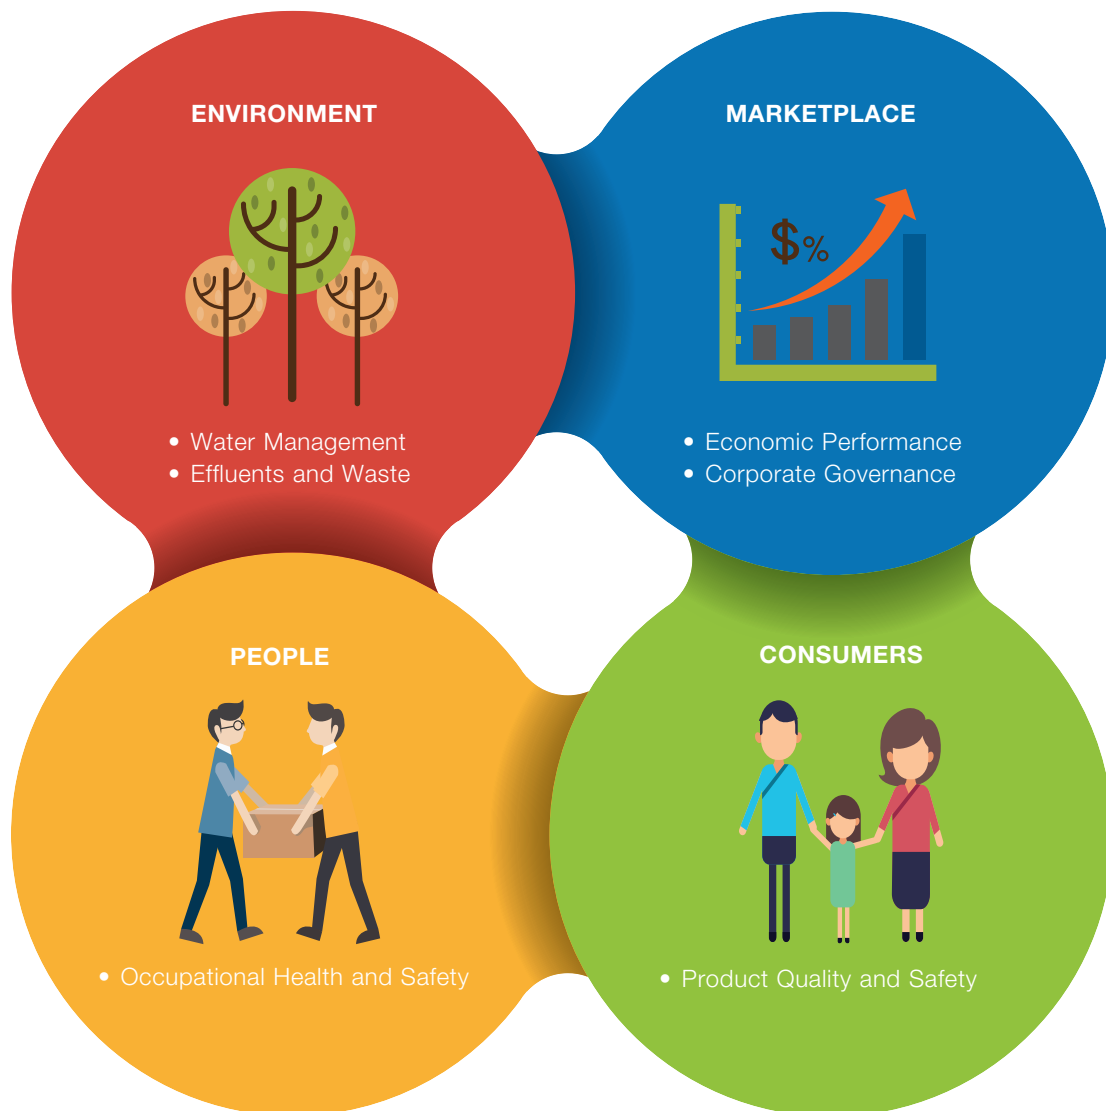 ENVIRONMENT
• Water Management
• Effluents and Waste
MARKETPLACE
$%
• Economic Performance
• Corporate Governance
PEOPLE
• Occupational Health and Safety
CONSUMERS
• Product Quality and Safety